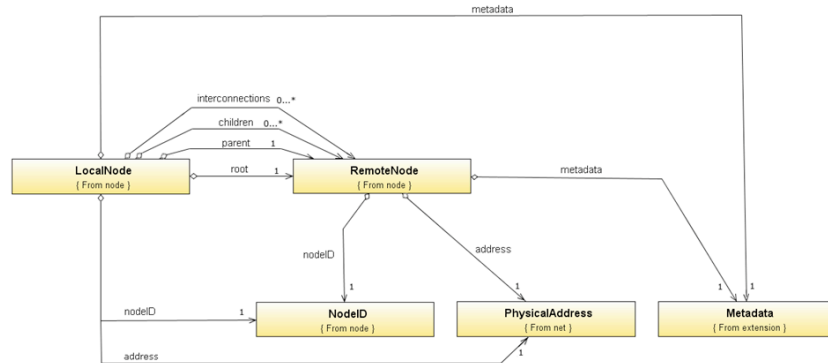 metadata
interconnections 0...*
children 0...*
parent 1
LocalNode
{ From node }
root 1
RemoteNode
{ From node }
metadata
nodeID
address
1
1
1
1
nodeID 1
NodeID
{ From node }
PhysicalAddress
{ From net }
Metadata
{ From extension }
address 1